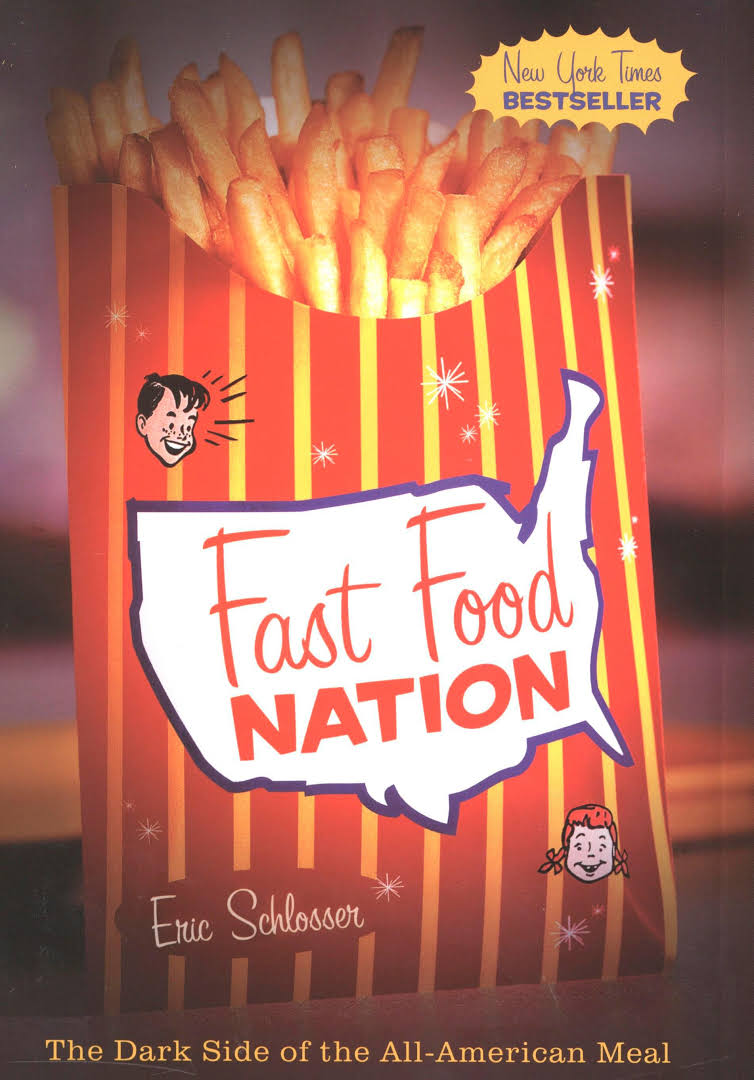 New York Times
BESTSELLER
Fast Food
NATION
Eric Schlosser
The Dark Side of the All-American Meal